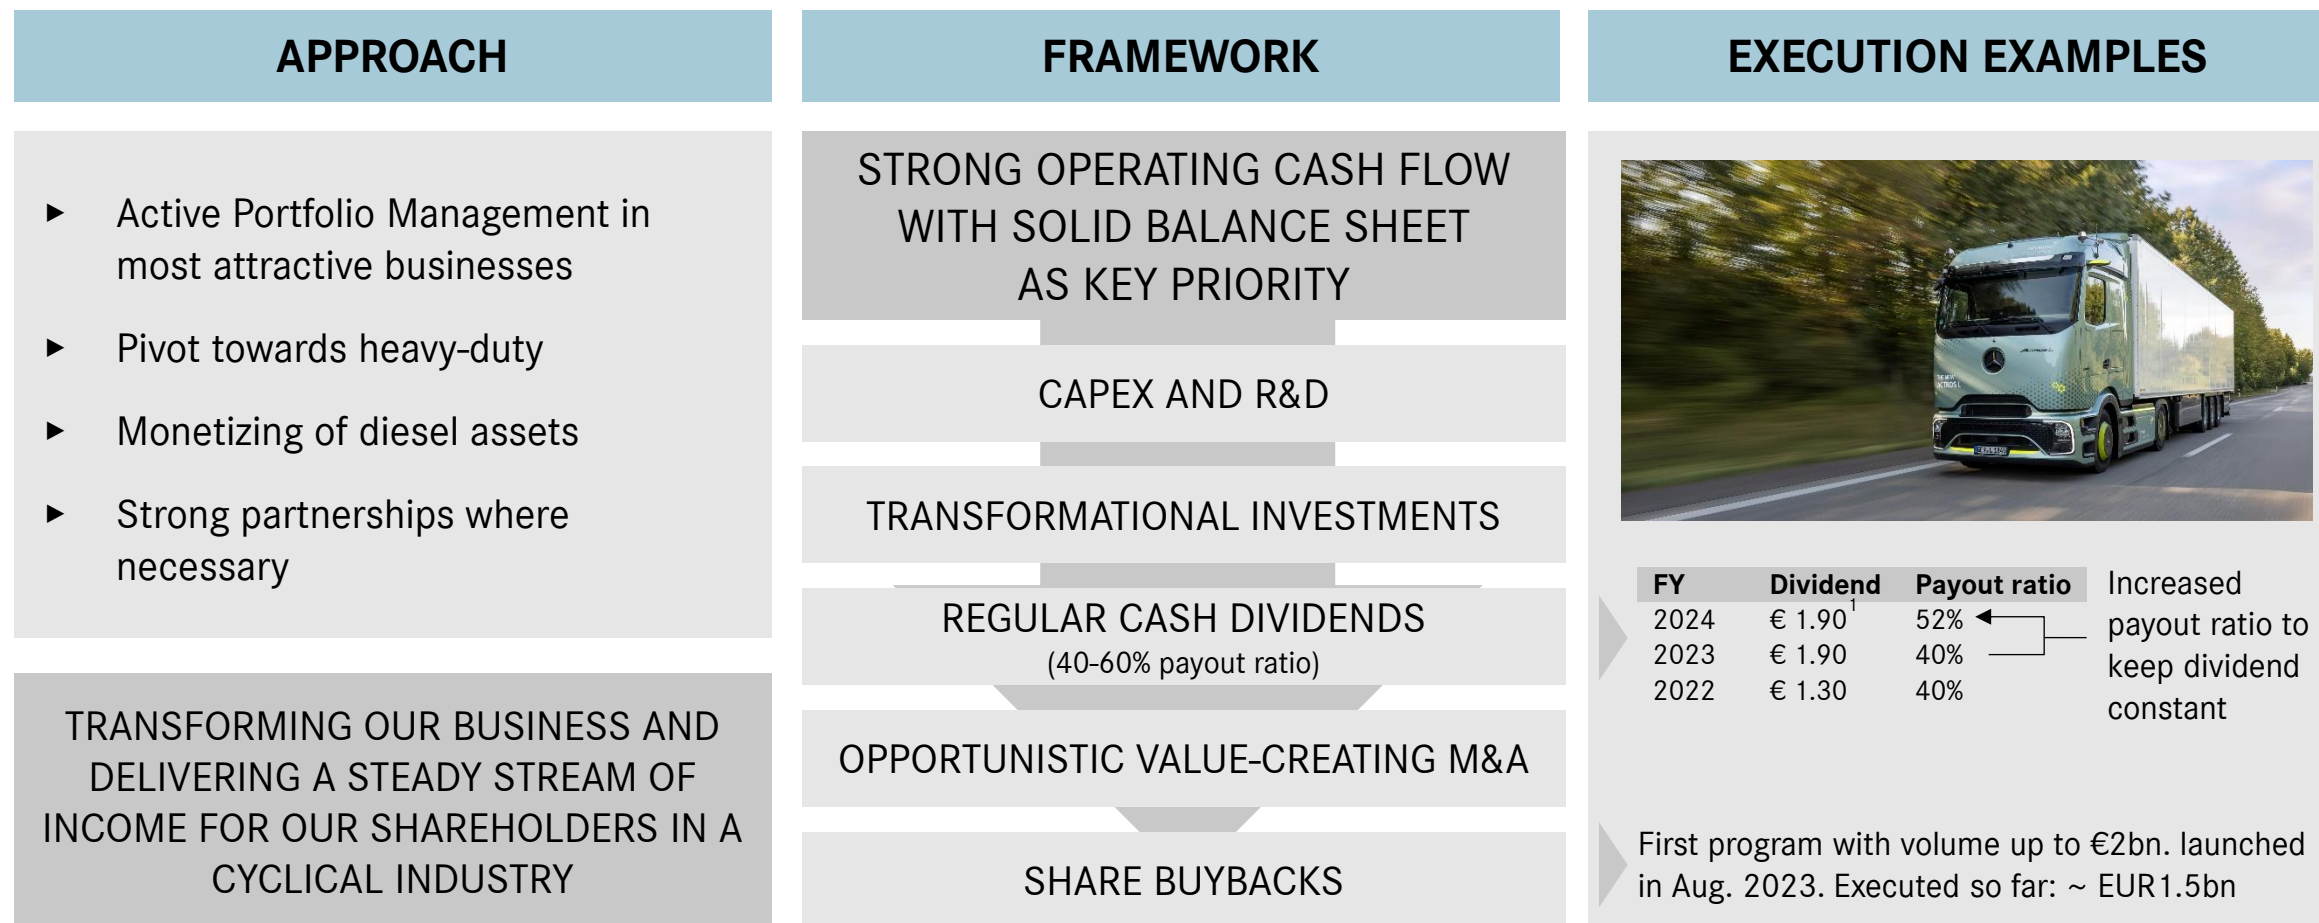 APPROACH
Active Portfolio Management in
most attractive businesses
Pivot towards heavy-duty
Monetizing of diesel assets
Strong partnerships where
necessary
TRANSFORMING OUR BUSINESS AND
DELIVERING A STEADY STREAM OF
INCOME FOR OUR SHAREHOLDERS IN A
CYCLICAL INDUSTRY
FRAMEWORK
STRONG OPERATING CASH FLOW
WITH SOLID BALANCE SHEET
AS KEY PRIORITY
CAPEX AND R&D
TRANSFORMATIONAL INVESTMENTS
REGULAR CASH DIVIDENDS
(40-60% payout ratio)
OPPORTUNISTIC VALUE-CREATING M&A
SHARE BUYBACKS
EXECUTION EXAMPLES
THE NEW
ACTROS L
FY Dividend Payout ratio
2024 € 1.90¹ 52%
2023 € 1.90 40%
2022 € 1.30 40%
Increased
payout ratio to
keep dividend
constant
First program with volume up to €2bn. launched
in Aug. 2023. Executed so far: ~ EUR1.5bn